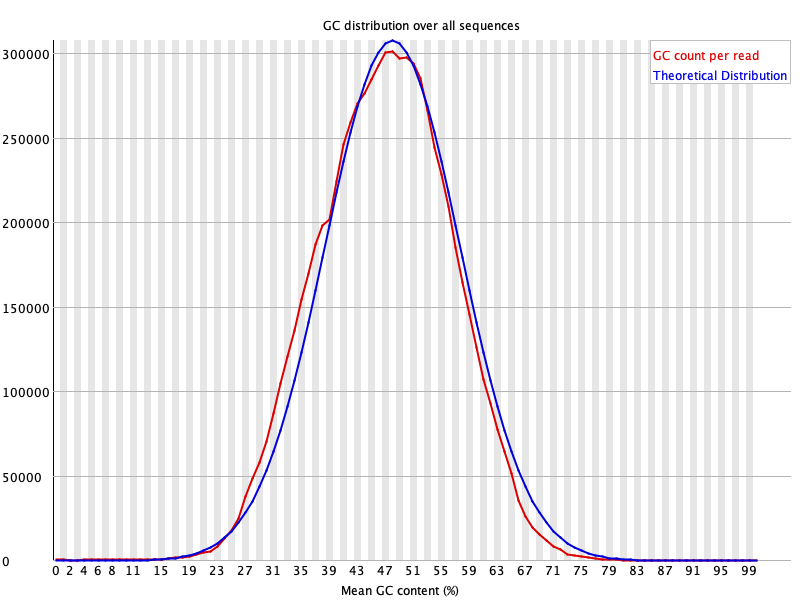 GC distribution over all sequences
GC count per read
Theoretical Distribution
300000
250000
200000
150000
100000
50000
0
0 2 4 6 8 11 15 19 23 27 31 35 39 43 47 51 55 59 63 67 71 75 79 83 87 91 95 99
Mean GC content (%)